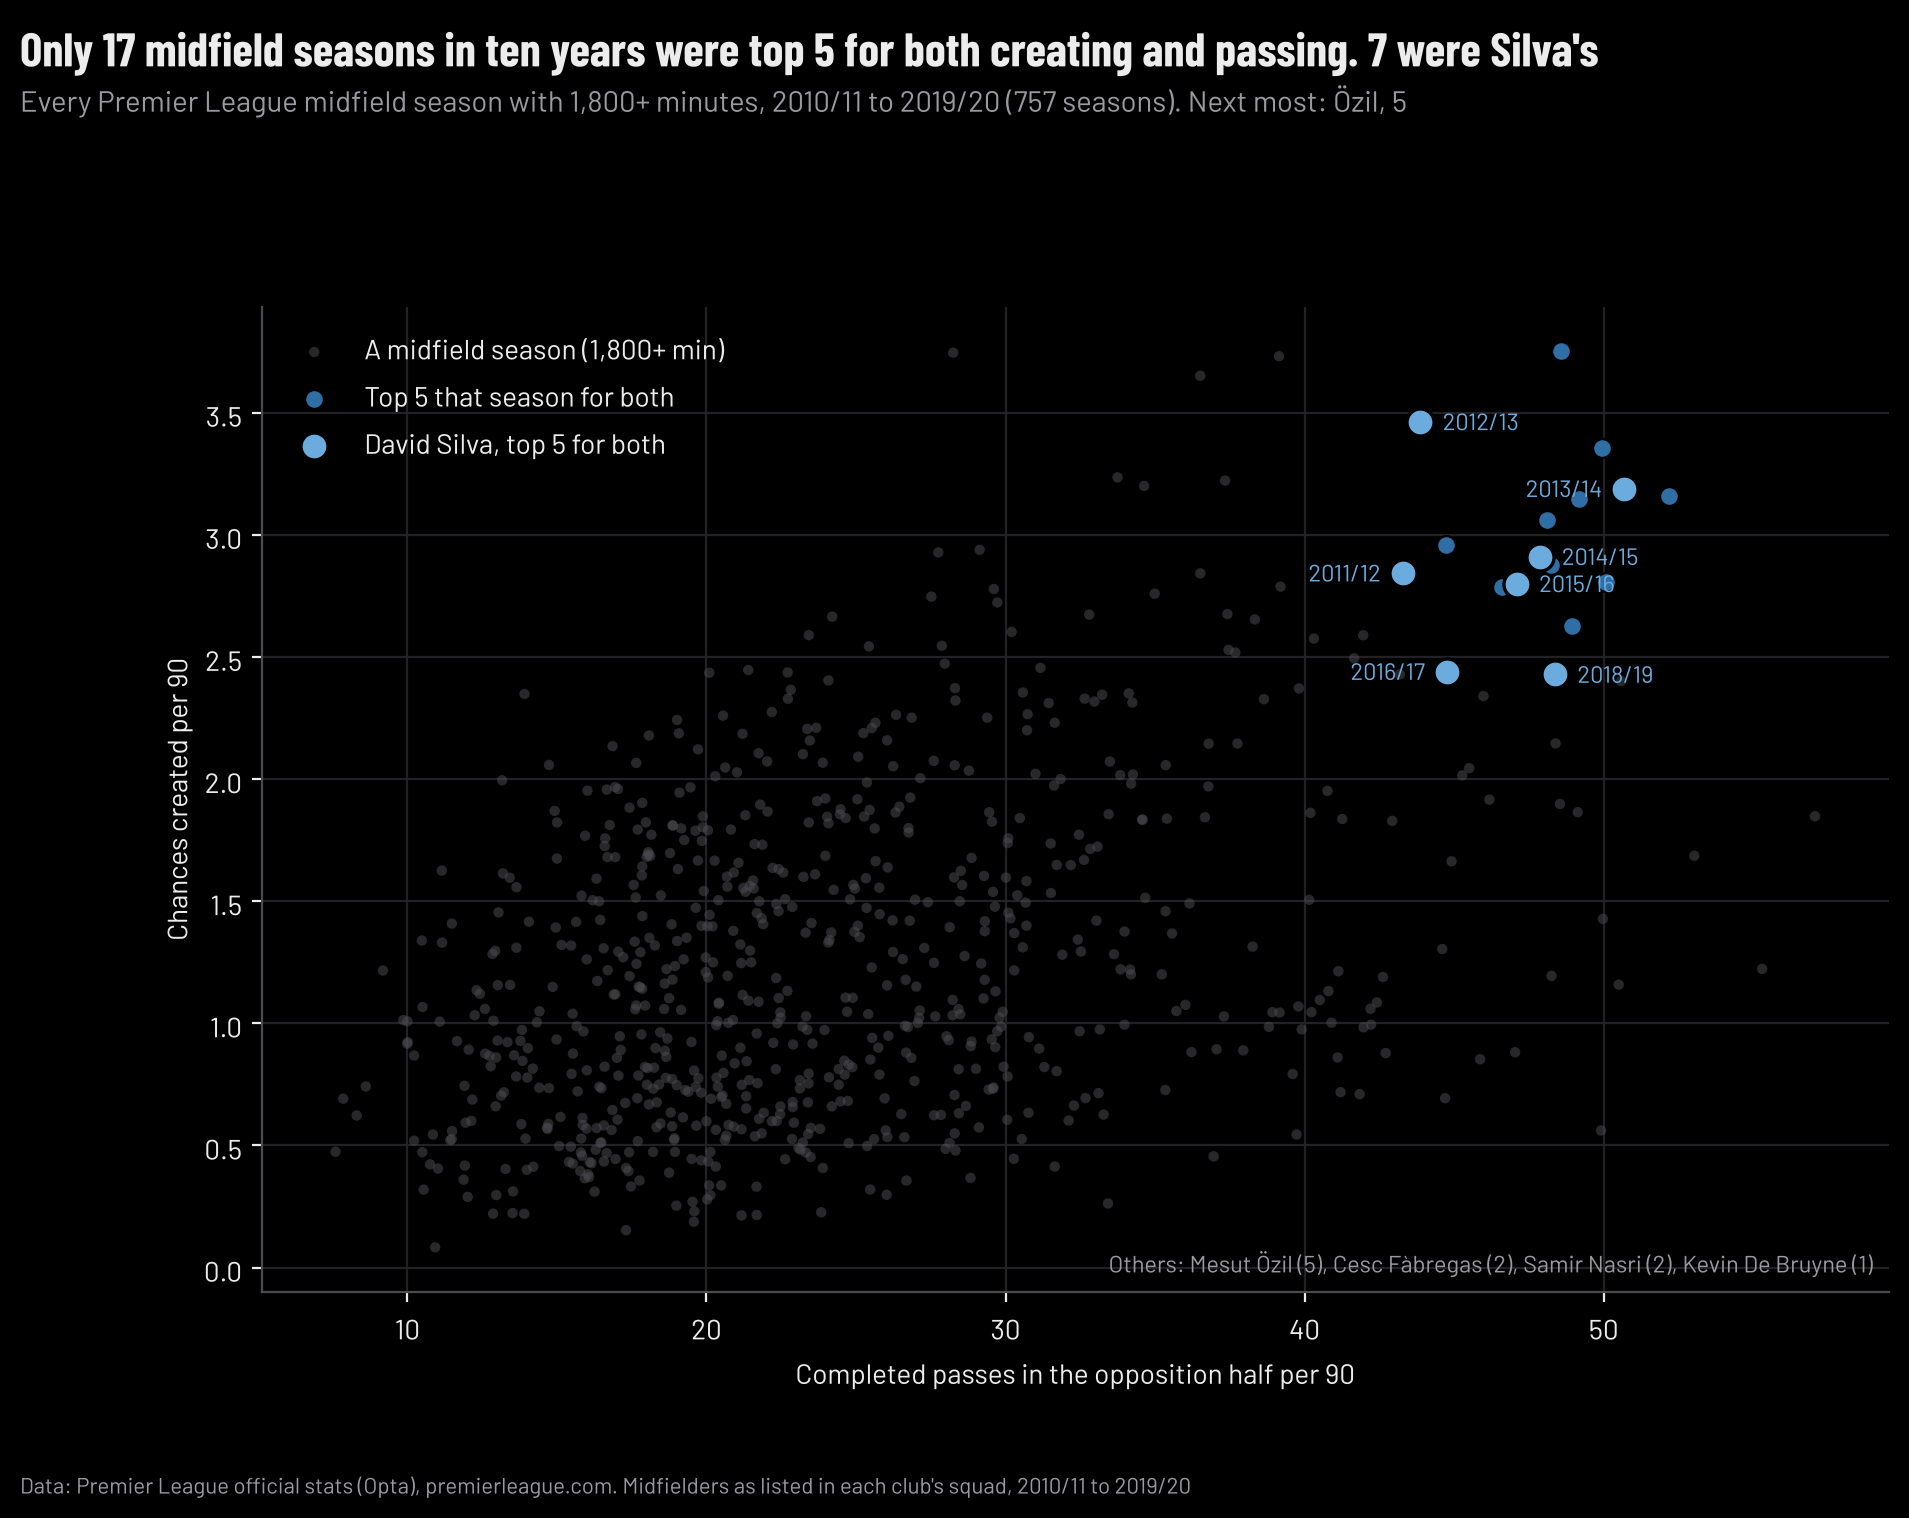 Only 17 midfield seasons in ten years were top 5 for both creating and passing. 7 were Silva's
Every Premier League midfield season with 1,800+ minutes, 2010/11 to 2019/20 (757 seasons). Next most: Özil, 5
A midfield season (1,800+ min)
Top 5 that season for both
David Silva, top 5 for both
3.5
3.0
2.5
2.0
1.5
1.0
0.5
0.0
Chances created per 90
2012/13
2013/14
2014/15
2011/12
2015/16
2016/17
2018/19
Others: Mesut Özil (5), Cesc Fàbregas (2), Samir Nasri (2), Kevin De Bruyne (1)
10
20
30
40
50
Completed passes in the opposition half per 90
Data: Premier League official stats (Opta), premierleague.com. Midfielders as listed in each club's squad, 2010/11 to 2019/20